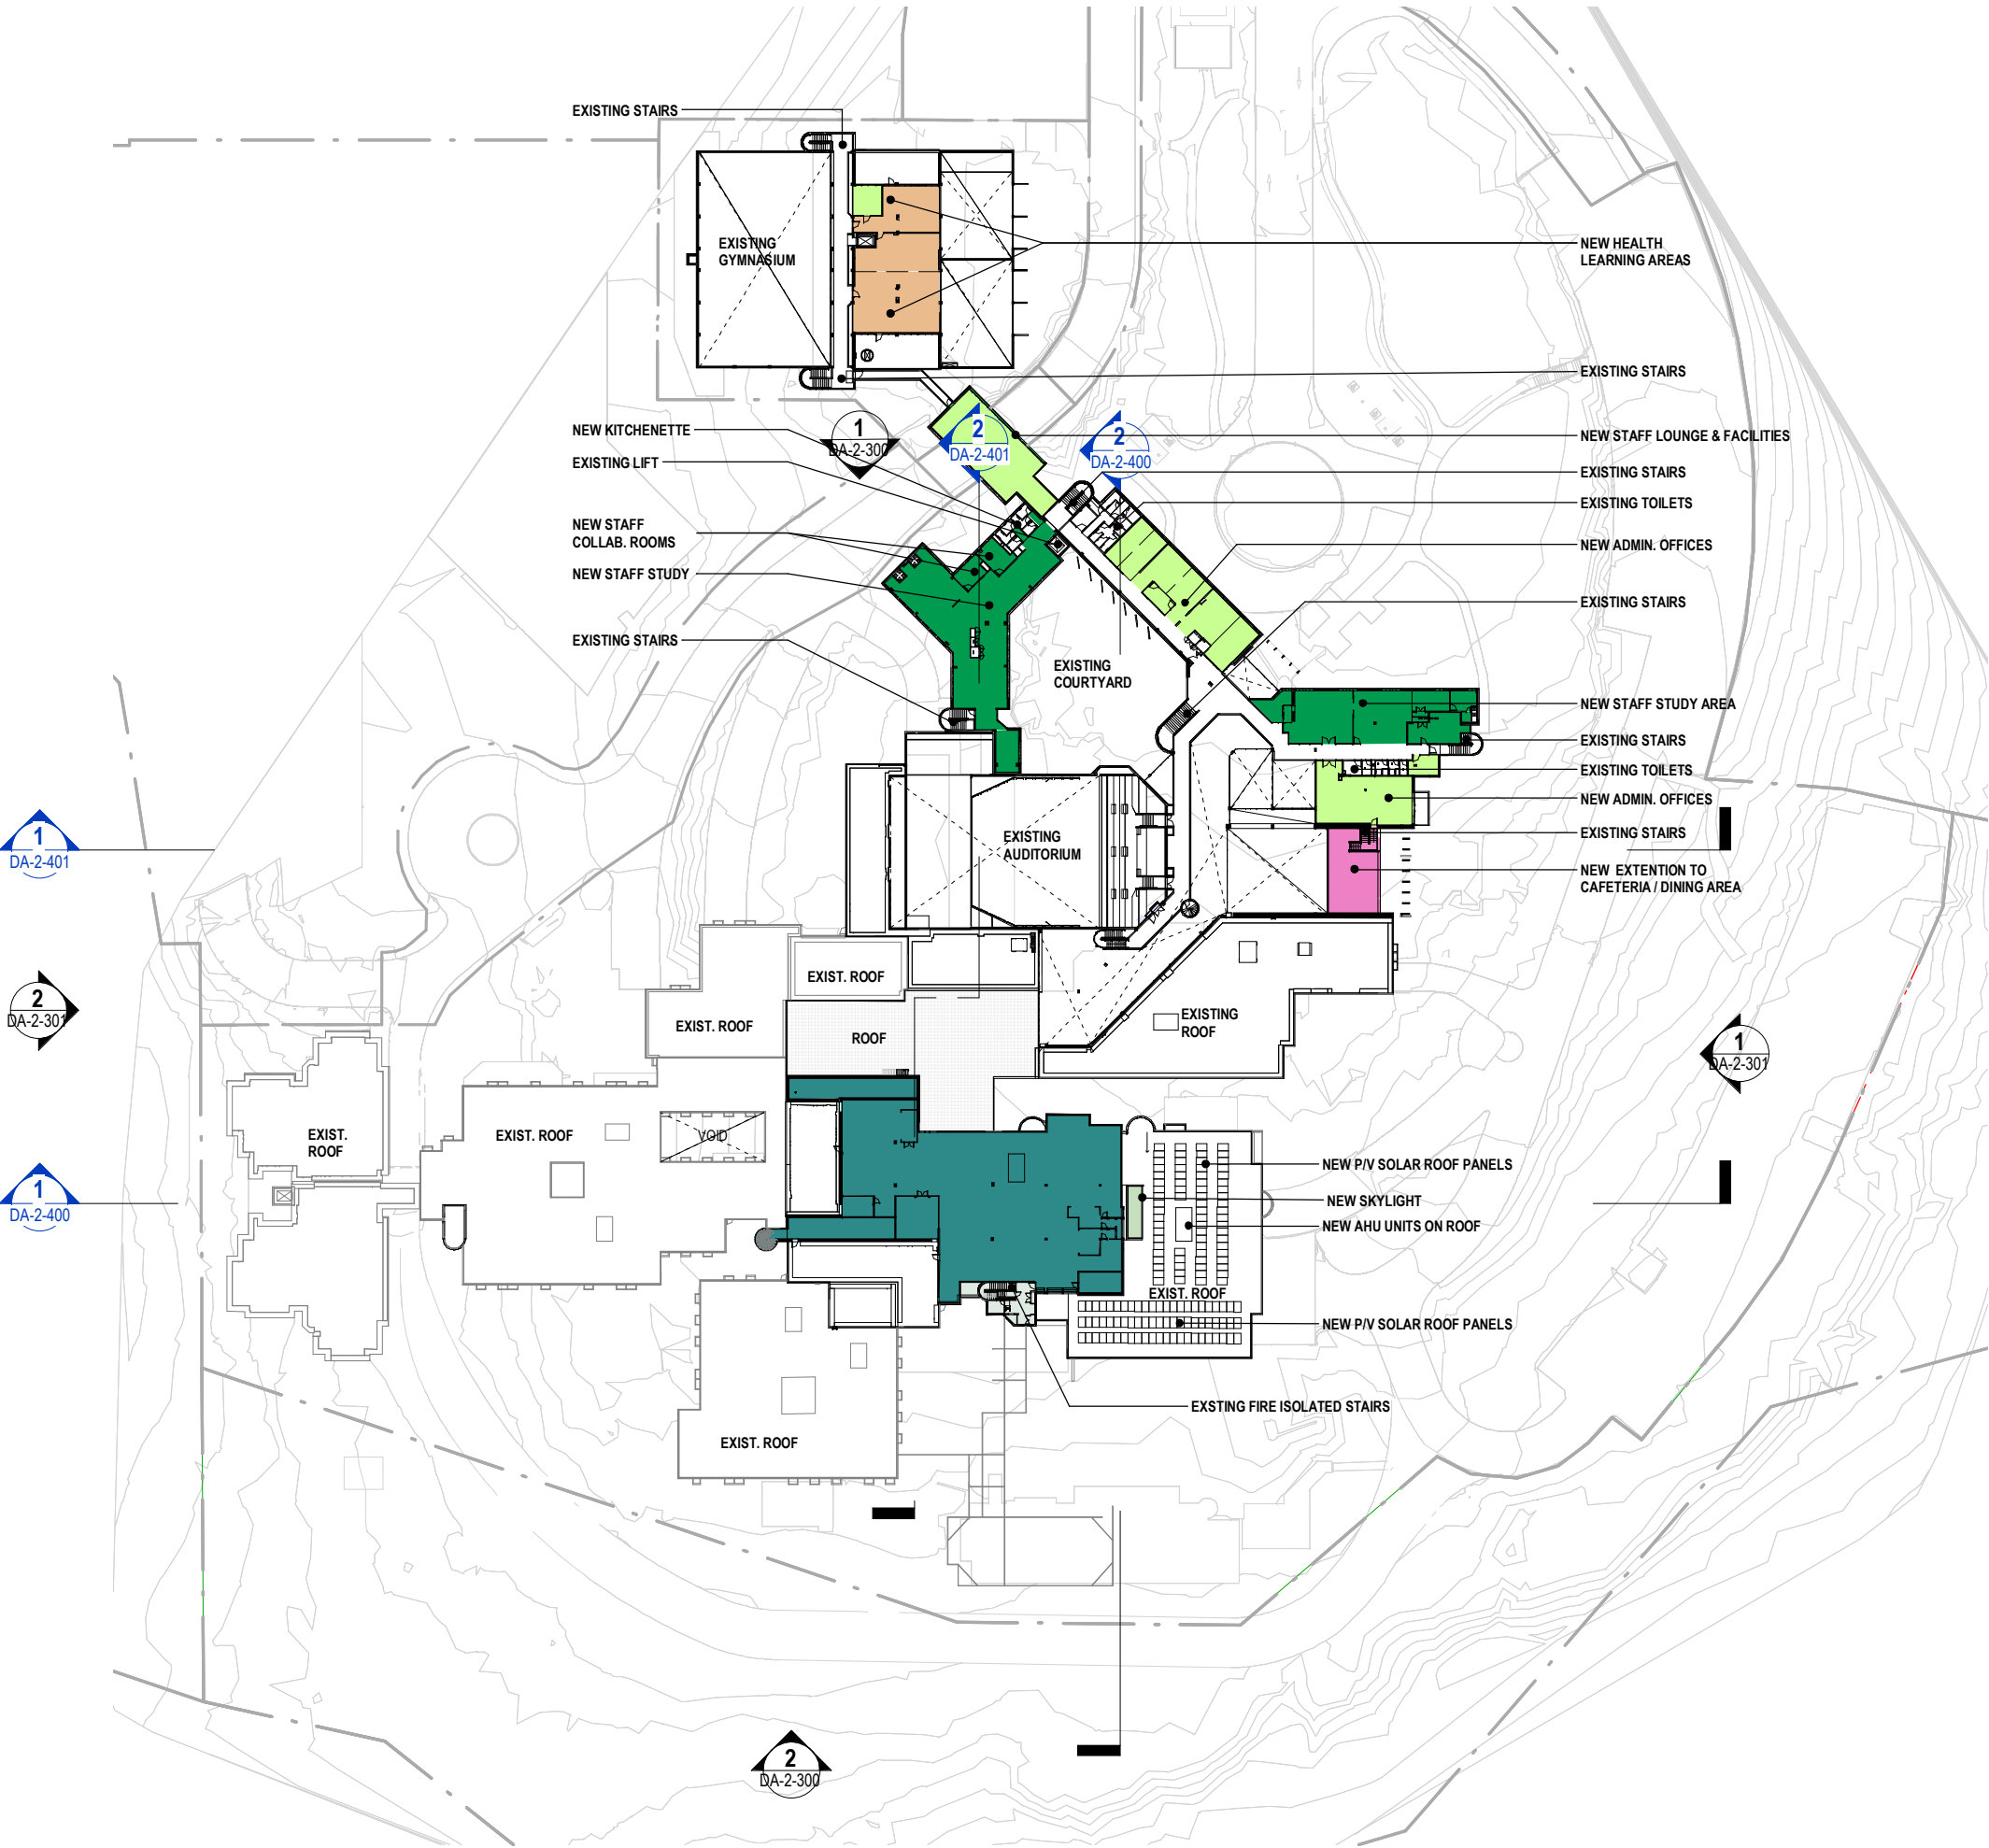 EXISTING STAIRS
EXISTING
GYMNASIUM
NEW HEALTH
LEARNING AREAS
EXISTING STAIRS
NEW KITCHENETTE
1
DA-2-300
2
DA-2-401
2
DA-2-400
NEW STAFF LOUNGE & FACILITIES
EXISTING LIFT
EXISTING STAIRS
EXISTING TOILETS
NEW STAFF
COLLAB. ROOMS
NEW ADMIN. OFFICES
NEW STAFF STUDY
EXISTING STAIRS
EXISTING STAIRS
EXISTING
COURTYARD
NEW STAFF STUDY AREA
EXISTING STAIRS
EXISTING TOILETS
NEW ADMIN. OFFICES
1
DA-2-401
EXISTING
AUDITORIUM
EXISTING STAIRS
NEW EXTENTION TO
CAFETERIA / DINING AREA
EXIST. ROOF
2
DA-2-301
EXIST. ROOF
ROOF
EXISTING
ROOF
1
DA-2-301
EXIST.
ROOF
EXIST. ROOF
VOID
NEW P/V SOLAR ROOF PANELS
1
DA-2-400
NEW SKYLIGHT
NEW AHU UNITS ON ROOF
EXIST. ROOF
NEW P/V SOLAR ROOF PANELS
EXSTING FIRE ISOLATED STAIRS
EXIST. ROOF
2
DA-2-300